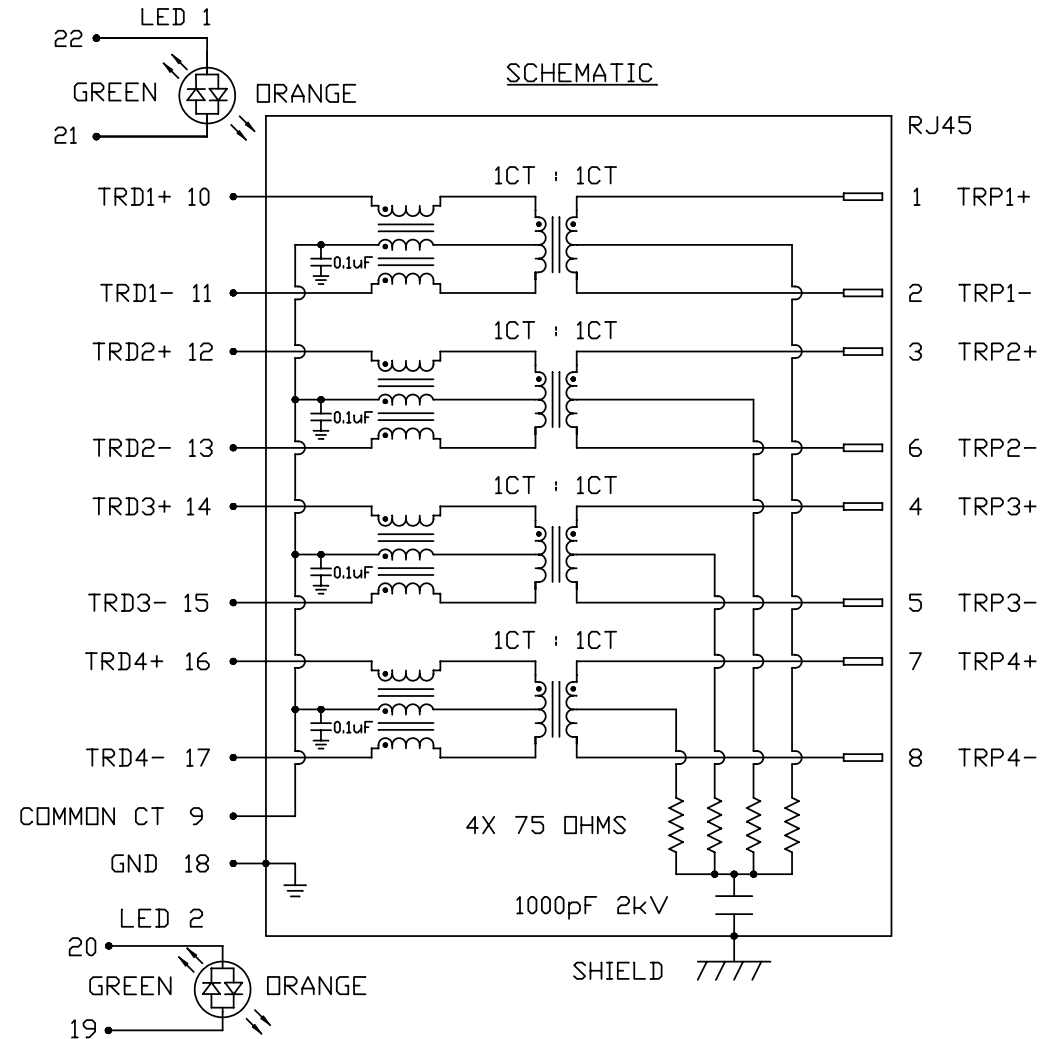 LED 1
22
GREEN ORANGE
21
SCHEMATIC
RJ45
1CT : 1CT
TRD1+ 10 1 TRP1+
0.1uF
TRD1- 11 2 TRP1-
1CT : 1CT
TRD2+ 12 3 TRP2+
0.1uF
TRD2- 13 6 TRP2-
1CT : 1CT
TRD3+ 14 4 TRP3+
0.1uF
TRD3- 15 5 TRP3-
1CT : 1CT
TRD4+ 16 7 TRP4+
0.1uF
TRD4- 17 8 TRP4-
COMMON CT 9
4X 75 OHMS
GND 18
1000pF 2kV
LED 2
20
SHIELD
GREEN ORANGE
19